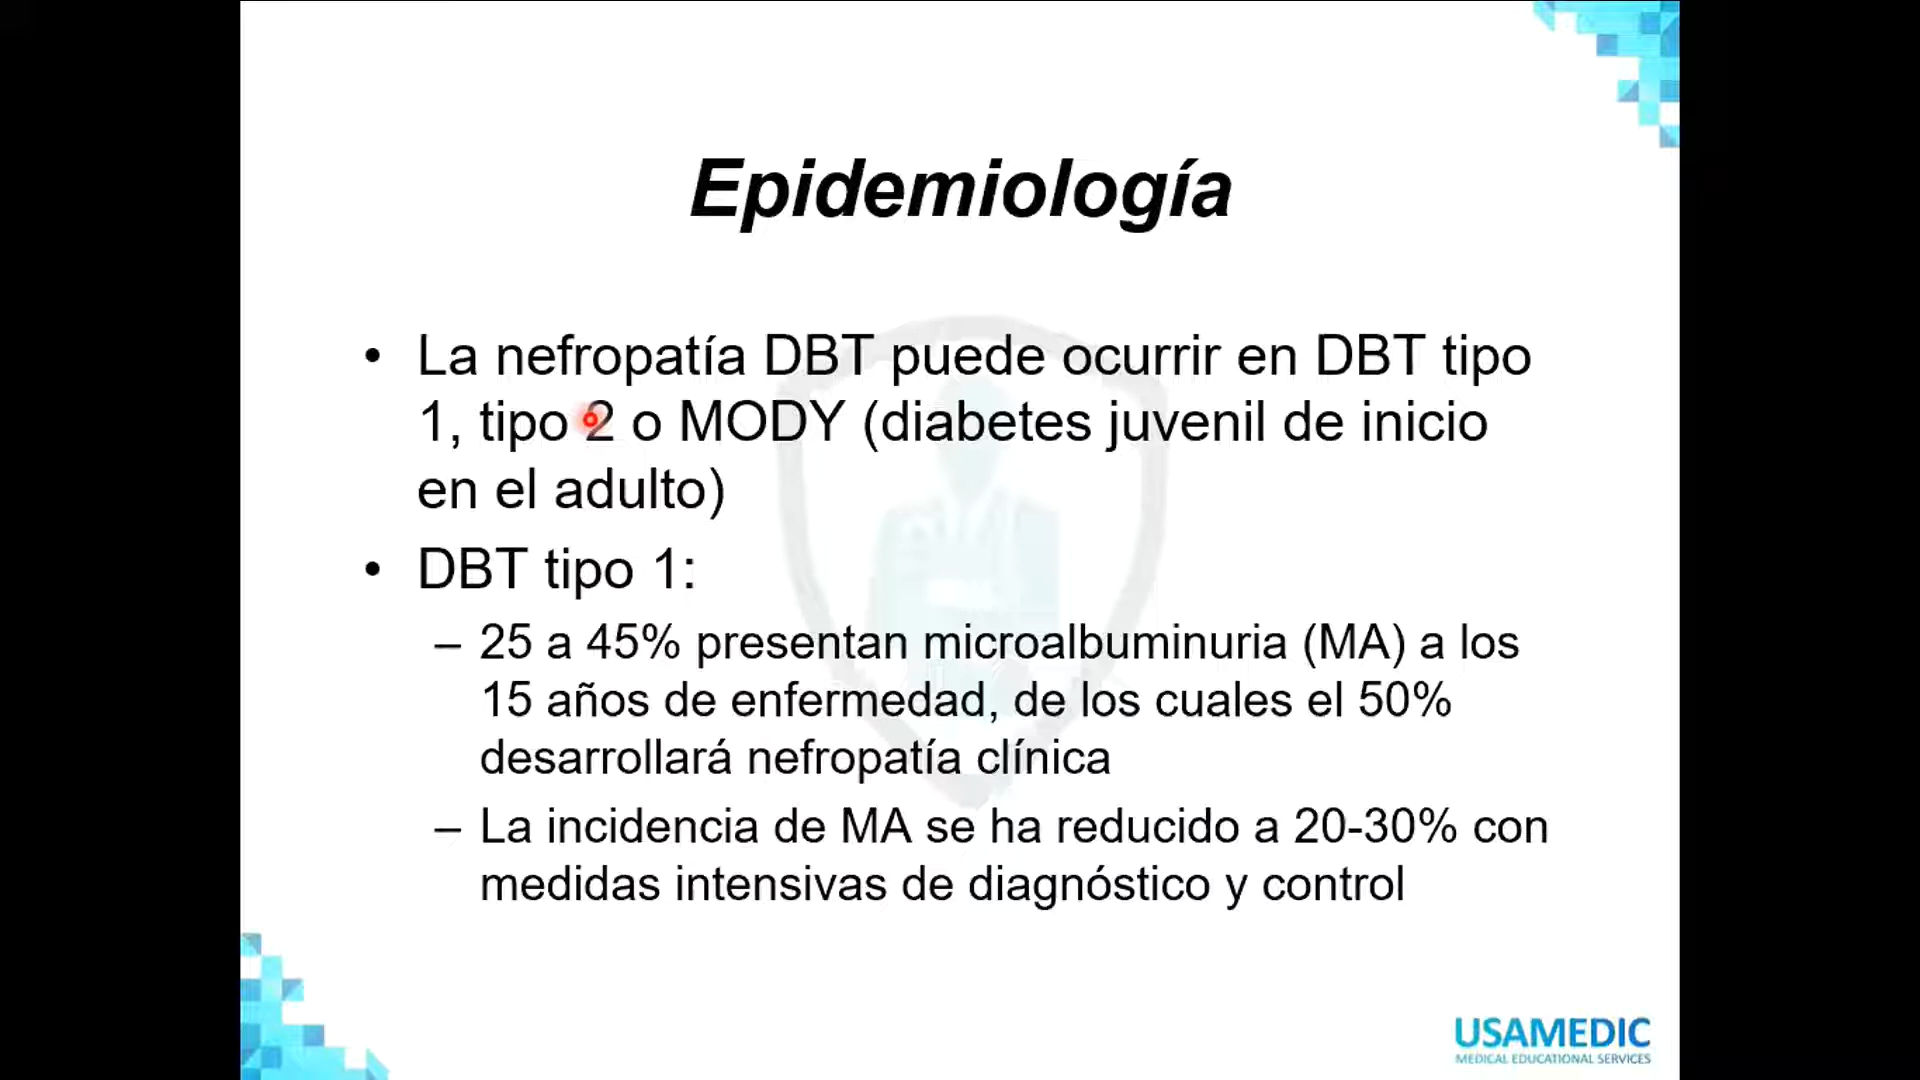 Epidemiología
• La nefropatía DBT puede ocurrir en DBT tipo
1, tipo 2 o MODY (diabetes juvenil de inicio
en el adulto)
• DBT tipo 1:
– 25 a 45% presentan microalbuminuria (MA) a los
15 años de enfermedad, de los cuales el 50%
desarrollará nefropatía clínica
– La incidencia de MA se ha reducido a 20-30% con
medidas intensivas de diagnóstico y control
USAMEDIC
MEDICAL EDUCATIONAL SERVICES